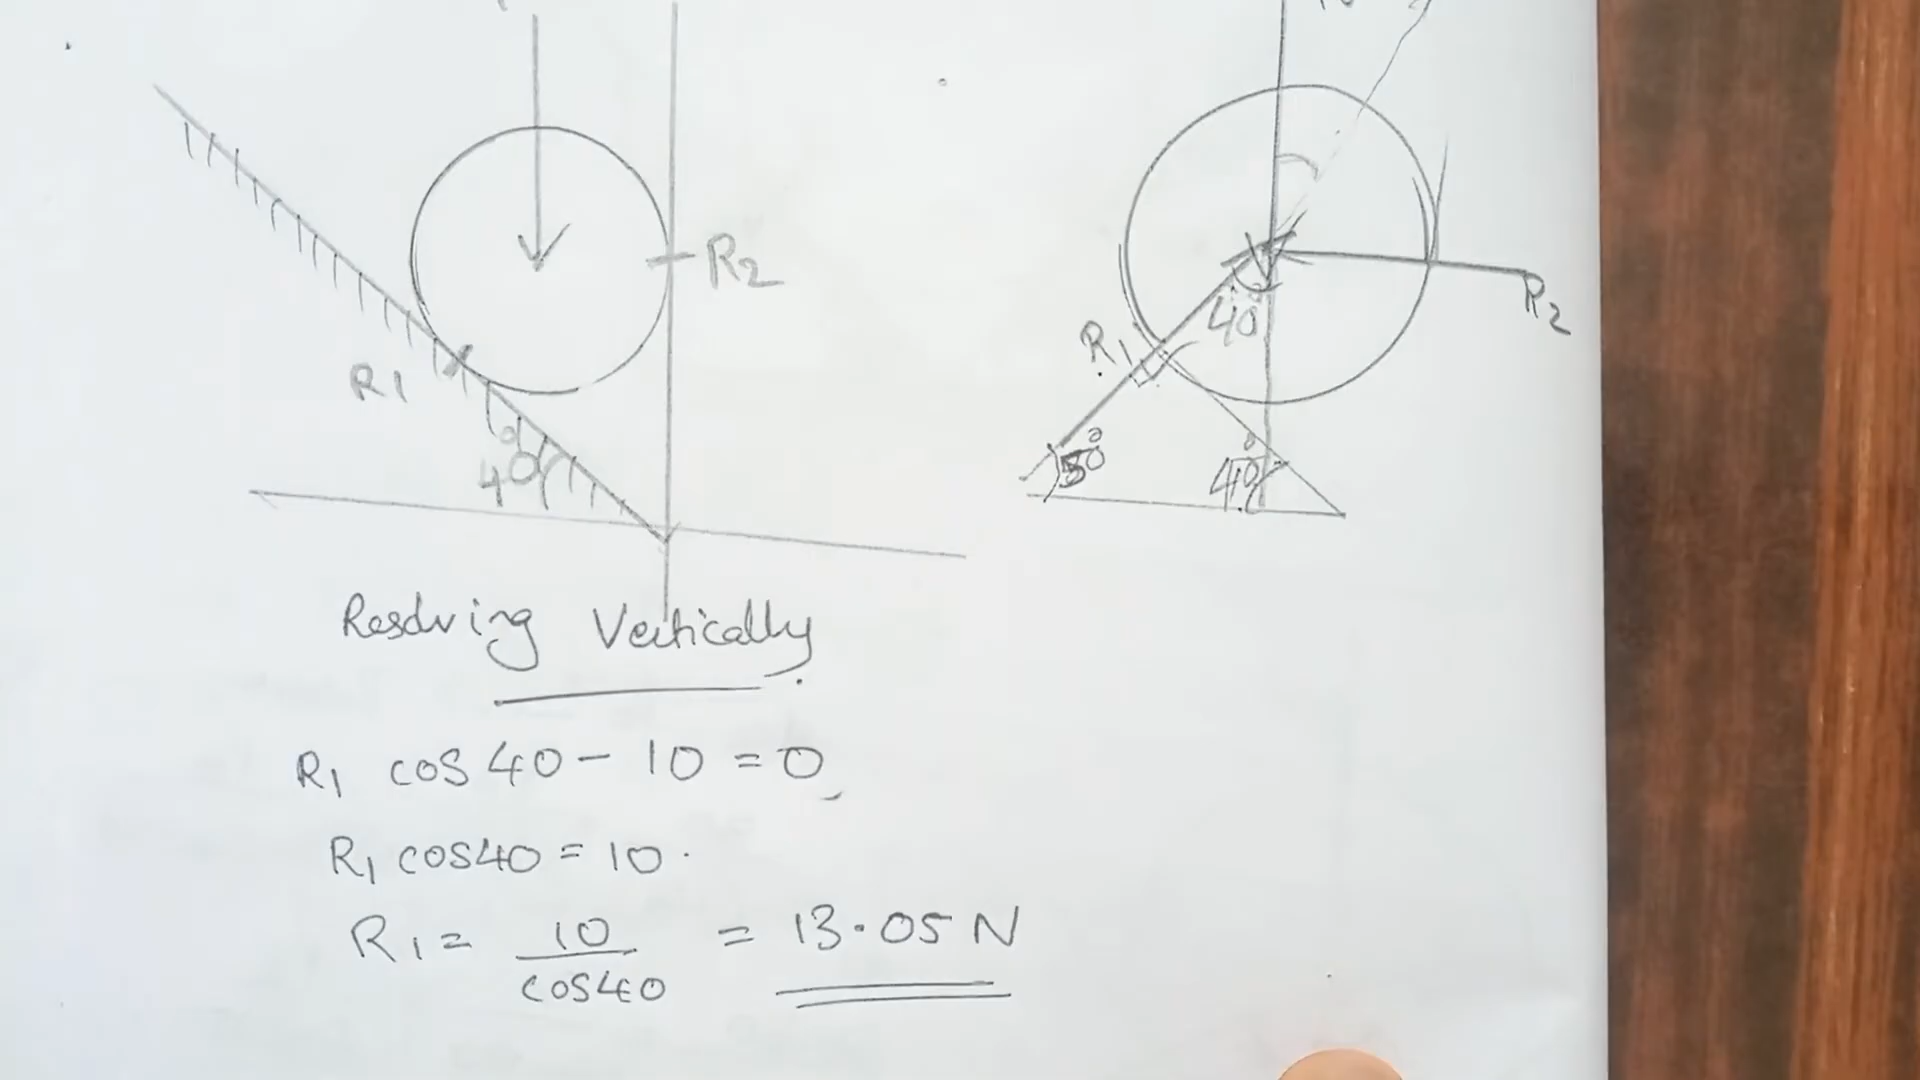 R2
R1
40°
40°
R1
R2
50°
40°
Resolving Vertically
R1 cos 40 - 10 = 0
R1 cos40 = 10.
R1 = 10/cos40 = 13.05 N